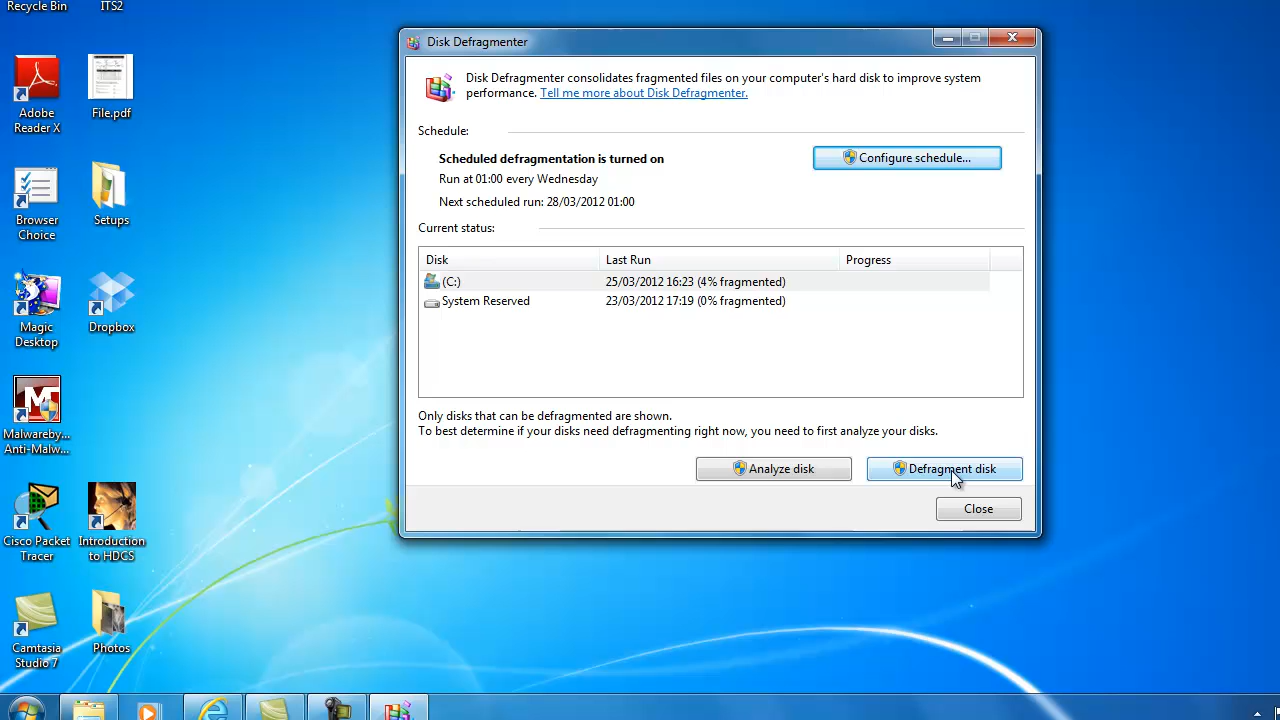 Recycle Bin
ITS2
Adobe
Reader X
File.pdf
Browser
Choice
Setups
Magic
Desktop
Dropbox
Malwareby...
Anti-Malw...
Cisco Packet
Tracer
Introduction
to HDCS
Camtasia
Studio 7
Photos
Disk Defragmenter
Disk Defragmenter consolidates fragmented files on your computer's hard disk to improve system
performance. Tell me more about Disk Defragmenter.
Schedule:
Scheduled defragmentation is turned on
Configure schedule...
Run at 01:00 every Wednesday
Next scheduled run: 28/03/2012 01:00
Current status:
Disk Last Run Progress
(C:) 25/03/2012 16:23 (4% fragmented)
System Reserved 23/03/2012 17:19 (0% fragmented)
Only disks that can be defragmented are shown.
To best determine if your disks need defragmenting right now, you need to first analyze your disks.
Analyze disk Defragment disk
Close